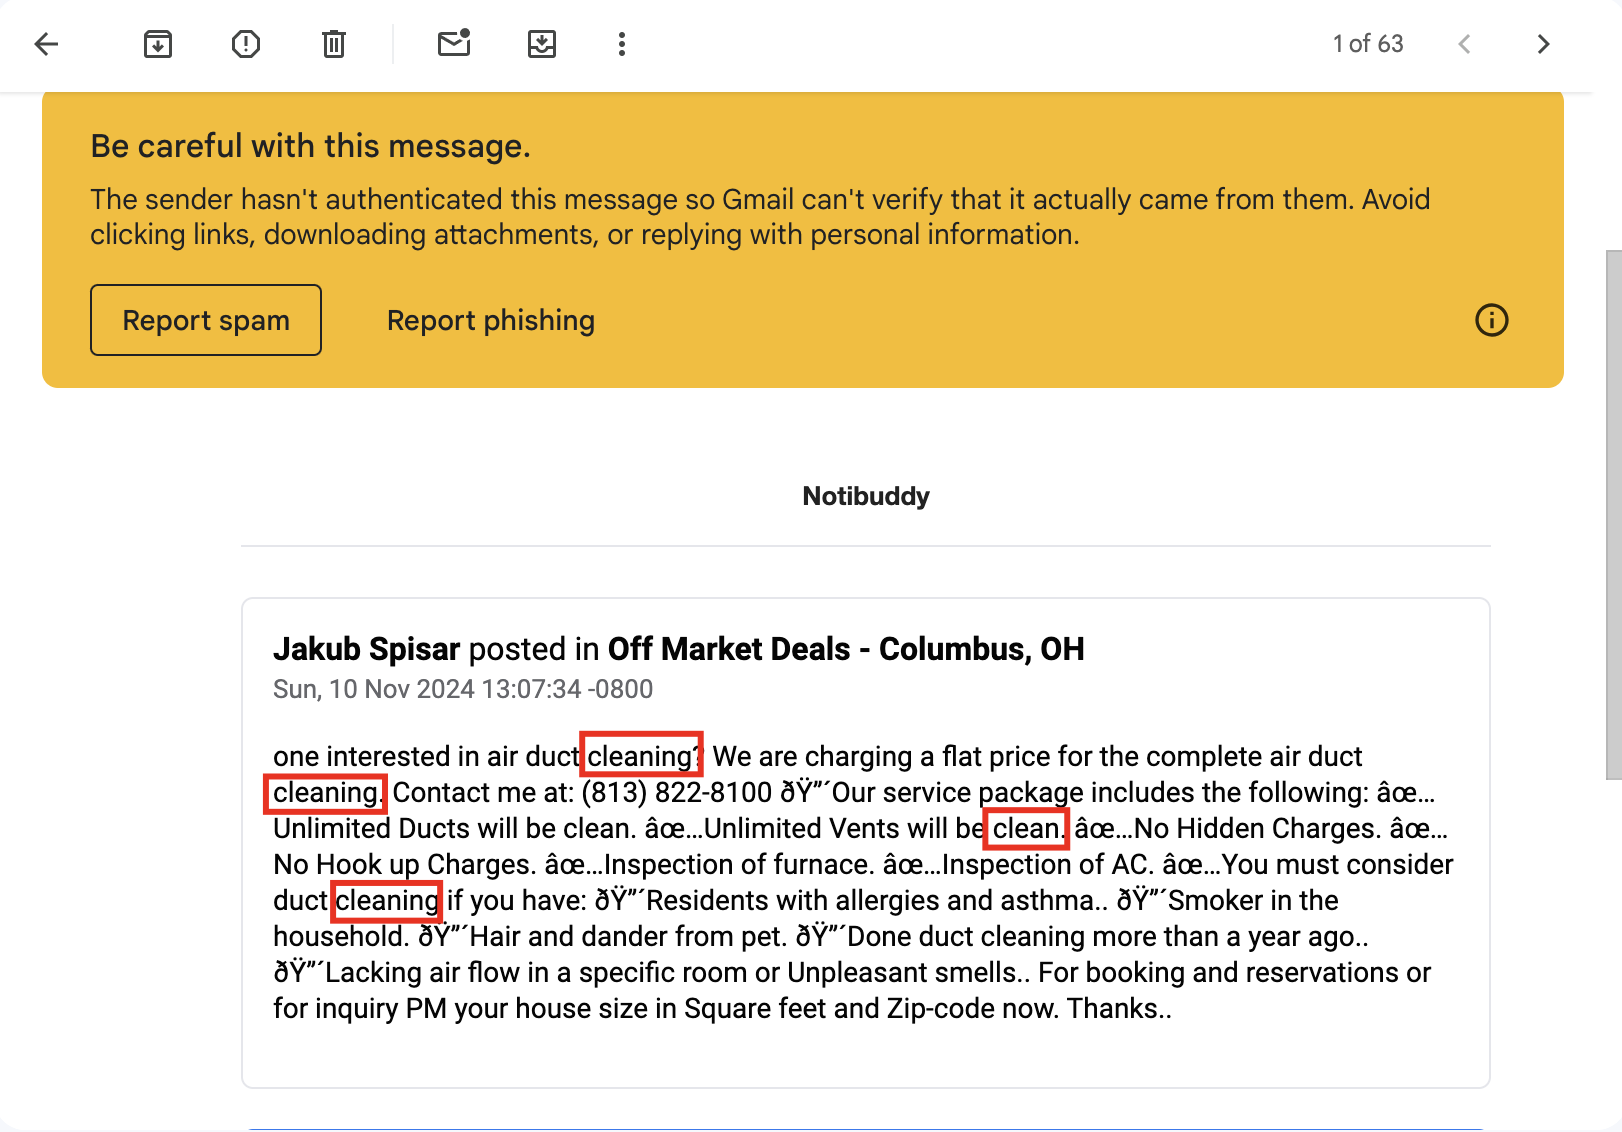 1 of 63
Be careful with this message.
The sender hasn't authenticated this message so Gmail can't verify that it actually came from them. Avoid
clicking links, downloading attachments, or replying with personal information.
Report spam
Report phishing
Notibuddy
Jakub Spisar posted in Off Market Deals - Columbus, OH
Sun, 10 Nov 2024 13:07:34 -0800
one interested in air duct cleaning? We are charging a flat price for the complete air duct
cleaning. Contact me at: (813) 822-8100 ðŸ”´Our service package includes the following: âœ…
Unlimited Ducts will be clean. âœ…Unlimited Vents will be clean. âœ…No Hidden Charges. âœ…
No Hook up Charges. âœ…Inspection of furnace. âœ…Inspection of AC. âœ…You must consider
duct cleaning if you have: ðŸ”´Residents with allergies and asthma.. ðŸ”´Smoker in the
household. ðŸ”´Hair and dander from pet. ðŸ”´Done duct cleaning more than a year ago..
ðŸ”´Lacking air flow in a specific room or Unpleasant smells.. For booking and reservations or
for inquiry PM your house size in Square feet and Zip-code now. Thanks..